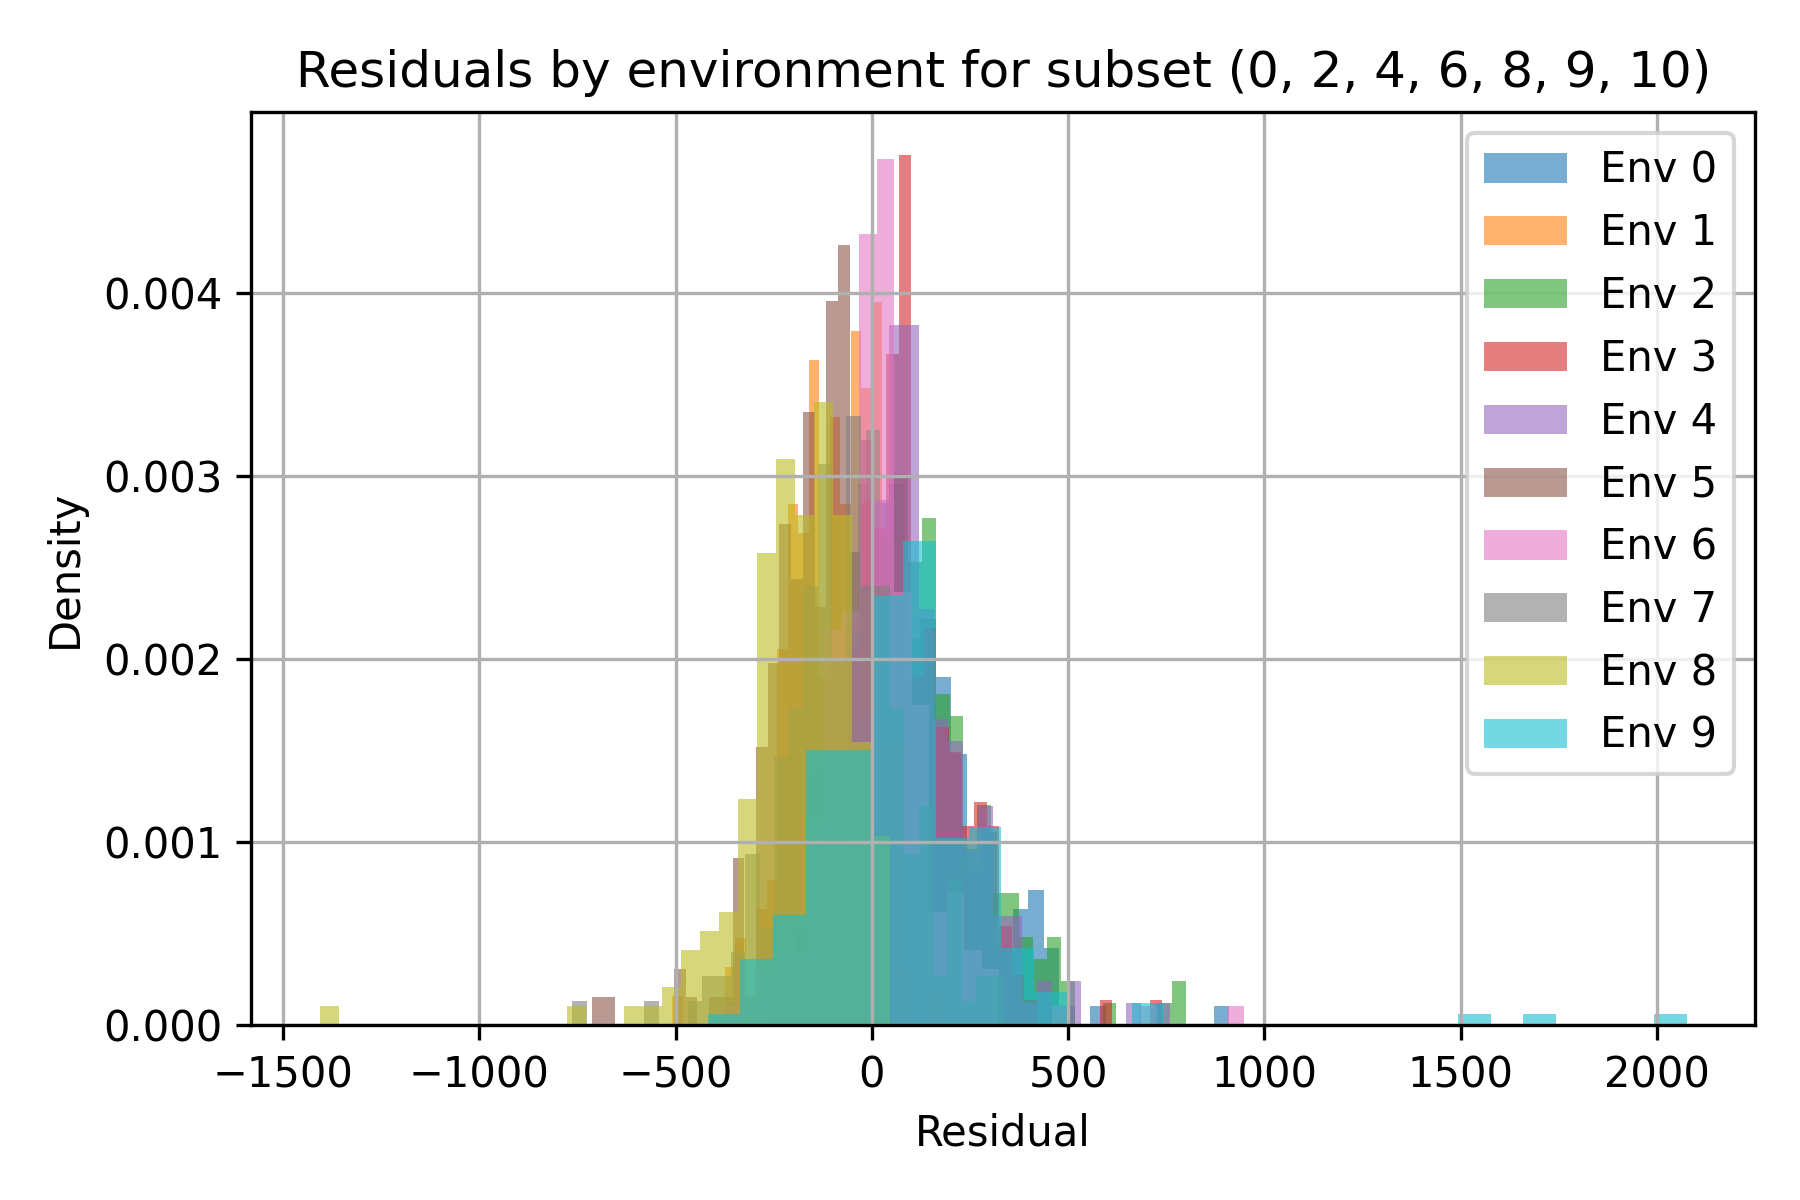 Residuals by environment for subset (0, 2, 4, 6, 8, 9, 10)
Env 0
Env 1
Env 2
Env 3
Env 4
Env 5
Env 6
Env 7
Env 8
Env 9
Density
0.004
0.003
0.002
0.001
0.000
−1500 −1000 −500 0 500 1000 1500 2000
Residual